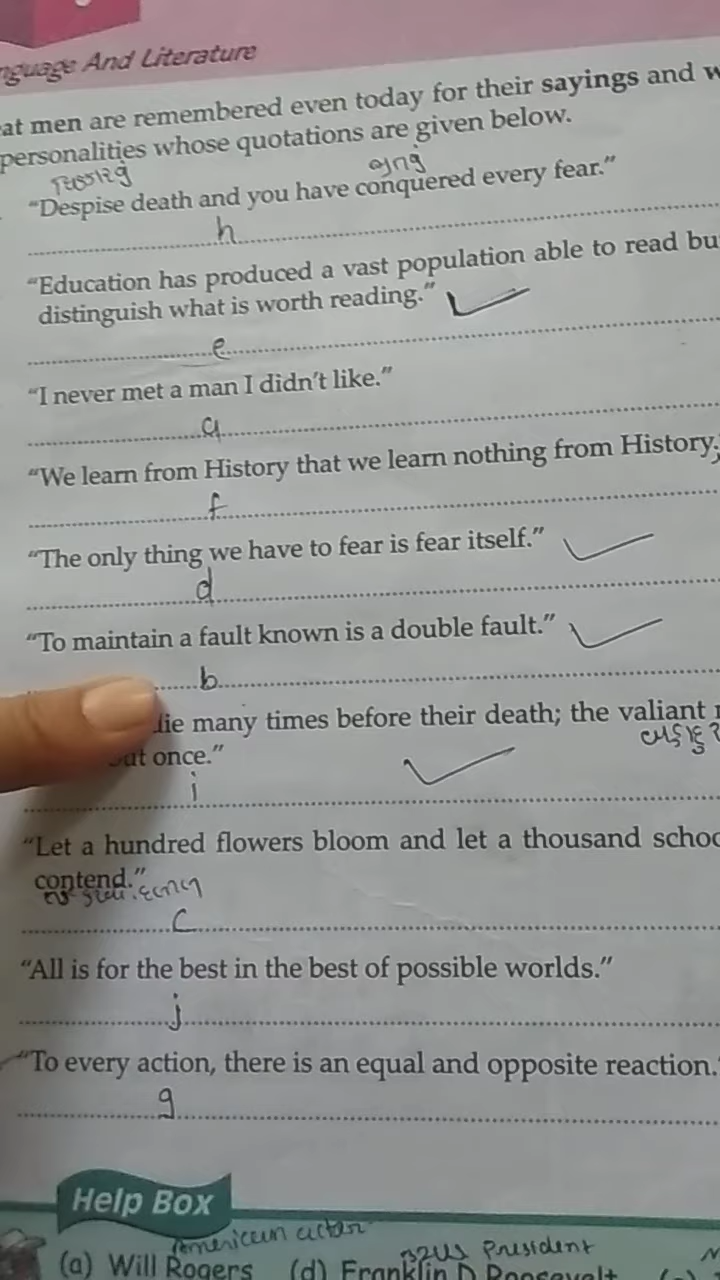 nguage And Literature
at men are remembered even today for their sayings and w
personalities whose quotations are given below.
"Despise death and you have conquered every fear."
h
"Education has produced a vast population able to read bu
distinguish what is worth reading."
e
"I never met a man I didn't like."
a
"We learn from History that we learn nothing from History.
f
"The only thing we have to fear is fear itself."
d
"To maintain a fault known is a double fault."
b
die many times before their death; the valiant
but once."
i
"Let a hundred flowers bloom and let a thousand schoo
contend."
c
"All is for the best in the best of possible worlds."
j
"To every action, there is an equal and opposite reaction.
g
Help Box
American actor
President
(a) Will Rogers (d) Franklin D Roosevelt